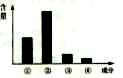 含量
① ② ③ ④ 成分